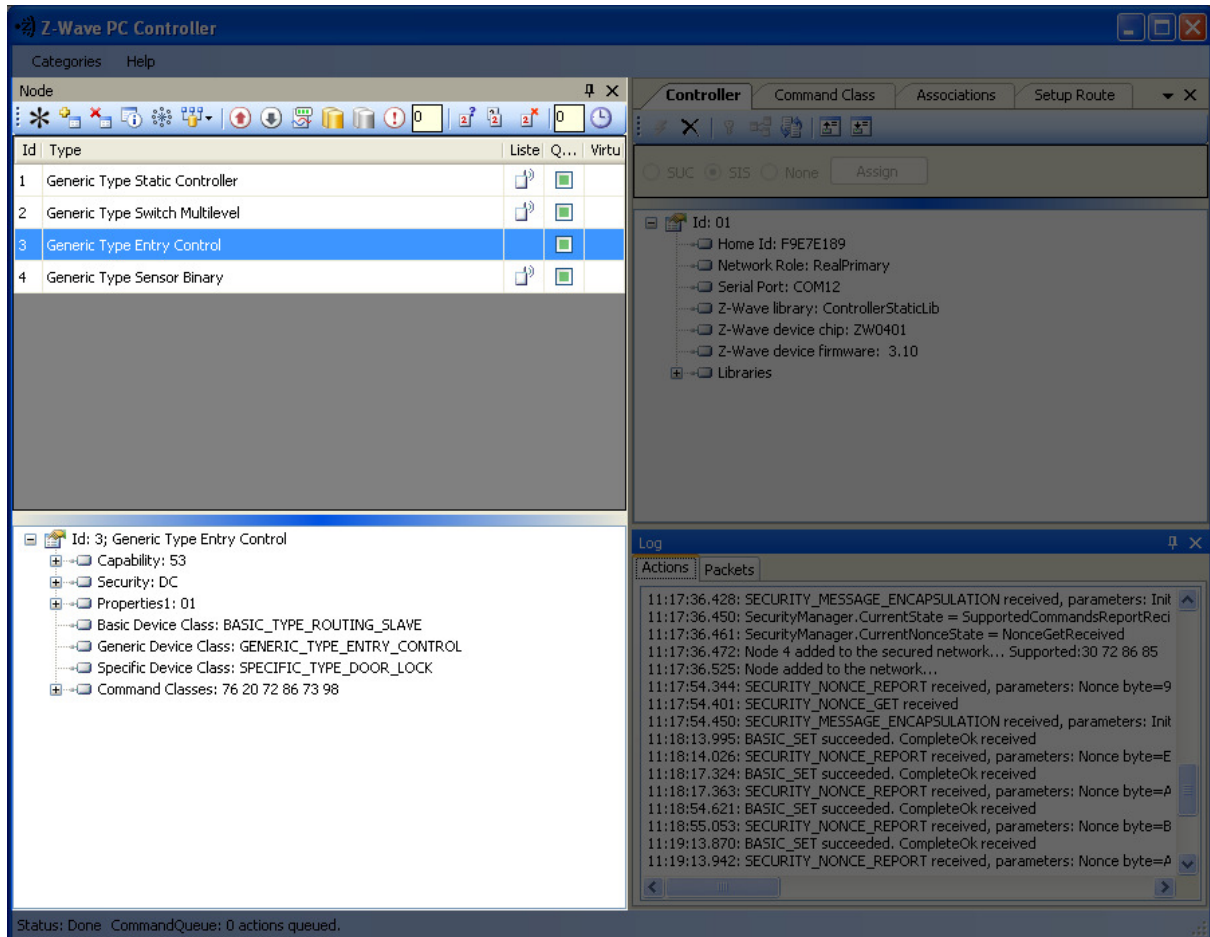 Z-Wave PC Controller
Categories Help
Node
0 0
Id Type Liste Q... Virtu
1 Generic Type Static Controller
2 Generic Type Switch Multilevel
3 Generic Type Entry Control
4 Generic Type Sensor Binary
Id: 3; Generic Type Entry Control
Capability: 53
Security: DC
Properties1: 01
Basic Device Class: BASIC_TYPE_ROUTING_SLAVE
Generic Device Class: GENERIC_TYPE_ENTRY_CONTROL
Specific Device Class: SPECIFIC_TYPE_DOOR_LOCK
Command Classes: 76 20 72 86 73 98
Controller Command Class Associations Setup Route
SUC SIS None Assign
Id: 01
Home Id: F9E7E189
Network Role: RealPrimary
Serial Port: COM12
Z-Wave library: ControllerStaticLib
Z-Wave device chip: ZW0401
Z-Wave device firmware: 3.10
Libraries
Log
Actions Packets
11:17:36.428: SECURITY_MESSAGE_ENCAPSULATION received, parameters: Init
11:17:36.450: SecurityManager.CurrentState = SupportedCommandsReportReci
11:17:36.461: SecurityManager.CurrentNonceState = NonceGetReceived
11:17:36.472: Node 4 added to the secured network... Supported:30 72 86 85
11:17:36.525: Node added to the network...
11:17:54.344: SECURITY_NONCE_REPORT received, parameters: Nonce byte=9
11:17:54.401: SECURITY_NONCE_GET received
11:17:54.450: SECURITY_MESSAGE_ENCAPSULATION received, parameters: Init
11:18:13.995: BASIC_SET succeeded. CompleteOk received
11:18:14.026: SECURITY_NONCE_REPORT received, parameters: Nonce byte=E
11:18:17.324: BASIC_SET succeeded. CompleteOk received
11:18:17.363: SECURITY_NONCE_REPORT received, parameters: Nonce byte=A
11:18:54.621: BASIC_SET succeeded. CompleteOk received
11:18:55.053: SECURITY_NONCE_REPORT received, parameters: Nonce byte=B
11:19:13.870: BASIC_SET succeeded. CompleteOk received
11:19:13.942: SECURITY_NONCE_REPORT received, parameters: Nonce byte=A
Status: Done CommandQueue: 0 actions queued.